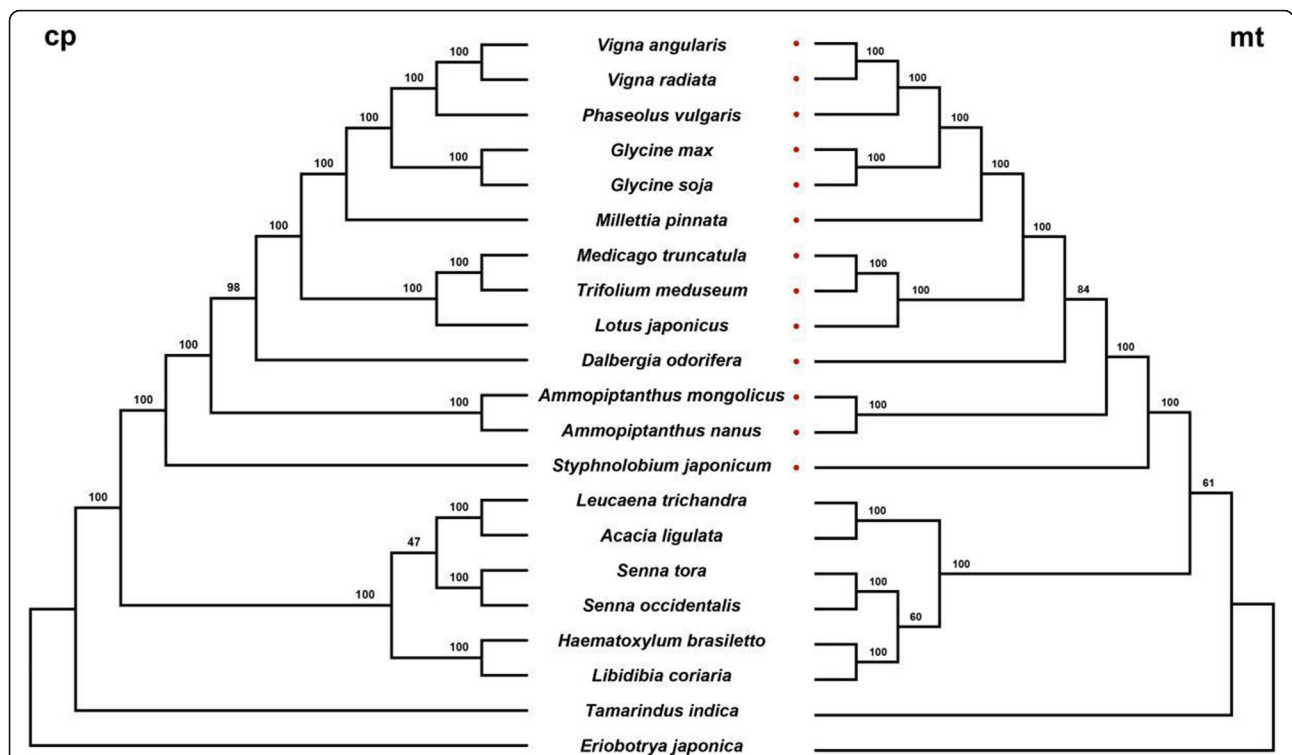 cp mt
100 Vigna angularis 100
Vigna radiata
100 100
Phaseolus vulgaris
100 100
100 Glycine max 100
Glycine soja
100 100
Millettia pinnata
100 100
100 Medicago truncatula 100
Trifolium meduseum
98 100 100 84
Lotus japonicus
100 Dalbergia odorifera 100
100 Ammopiptanthus mongolicus 100
100 100
Ammopiptanthus nanus
Styphnolobium japonicum
100 61
100 Leucaena trichandra 100
Acacia ligulata
47 100
100 Senna tora 100
100 Senna occidentalis 60
100 Haematoxylum brasiletto 100
Libidibia coriaria
Tamarindus indica
Eriobotrya japonica